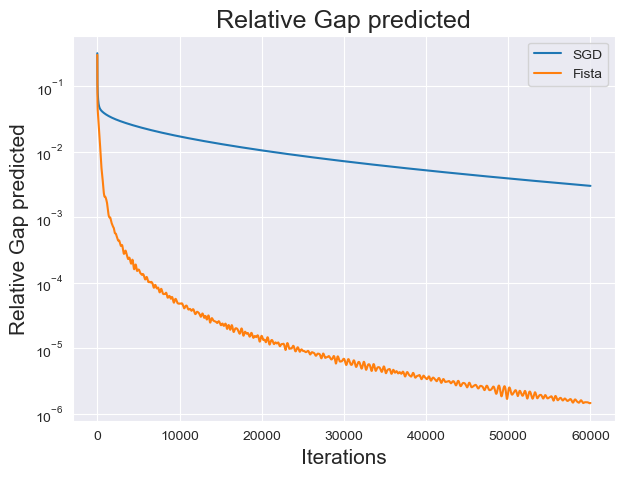 Relative Gap predicted
SGD
Fista
Relative Gap predicted
10⁻¹
10⁻²
10⁻³
10⁻⁴
10⁻⁵
10⁻⁶
0 10000 20000 30000 40000 50000 60000
Iterations